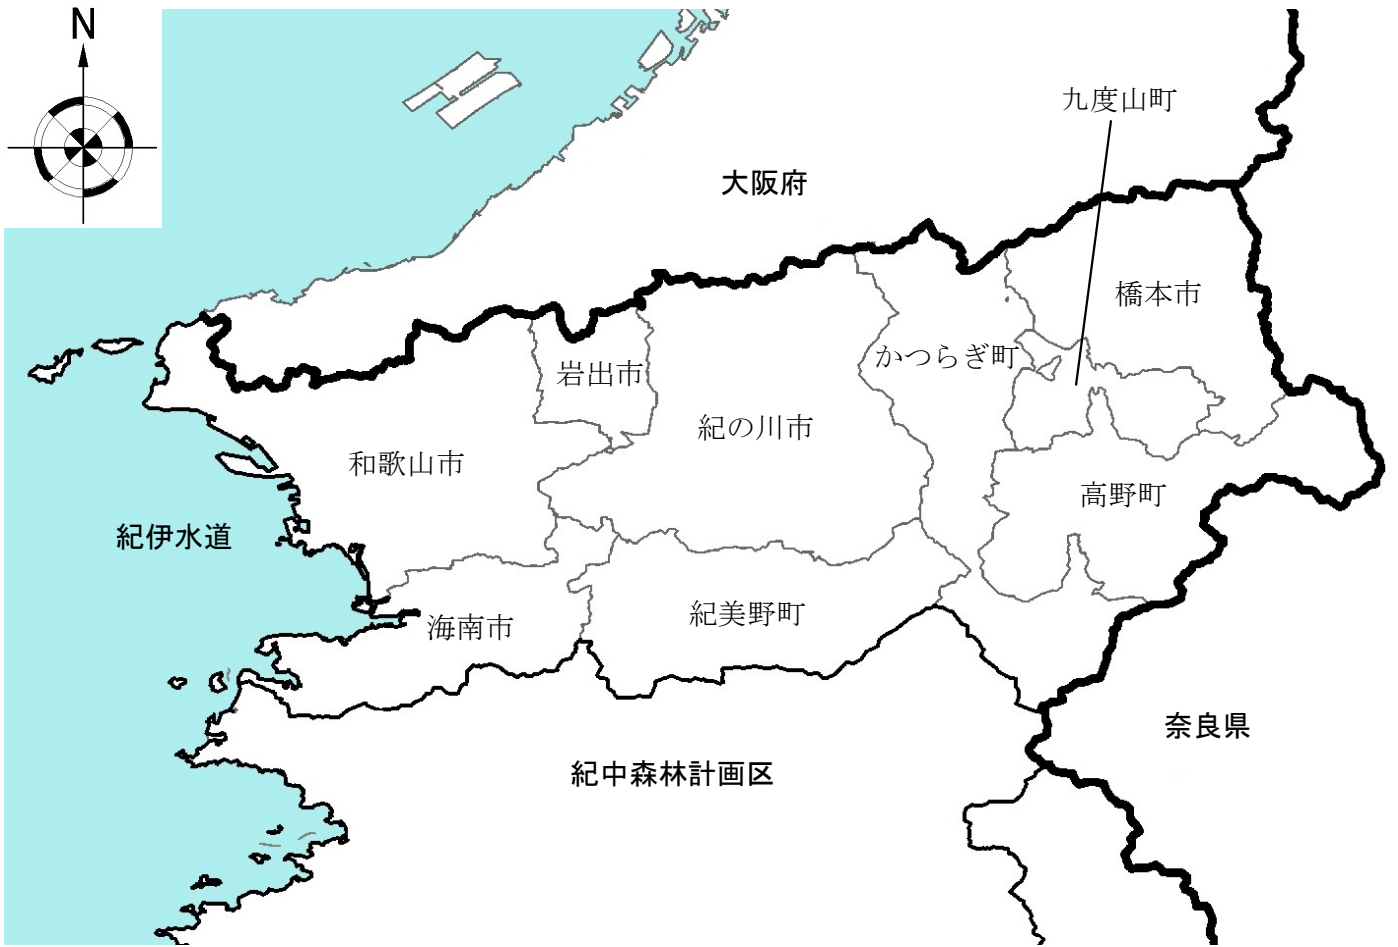 N
九度山町
大阪府
橋本市
かつらぎ町
岩出市
紀の川市
和歌山市
高野町
紀伊水道
紀美野町
海南市
奈良県
紀中森林計画区